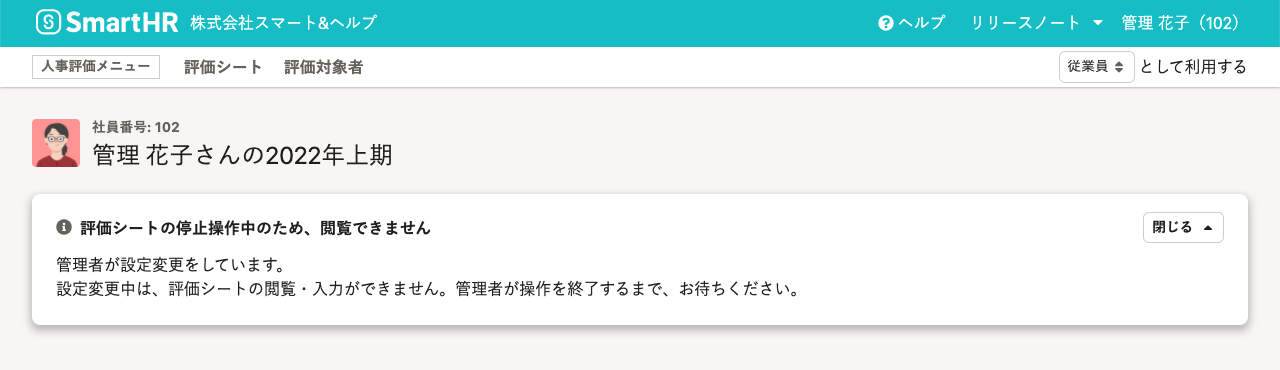 SmartHR 株式会社スマート&ヘルプ ヘルプ リリースノート 管理 花子（102）
人事評価メニュー 評価シート 評価対象者 従業員 として利用する
社員番号: 102
管理 花子さんの2022年上期
評価シートの停止操作中のため、閲覧できません 閉じる
管理者が設定変更をしています。
設定変更中は、評価シートの閲覧・入力ができません。管理者が操作を終了するまで、お待ちください。